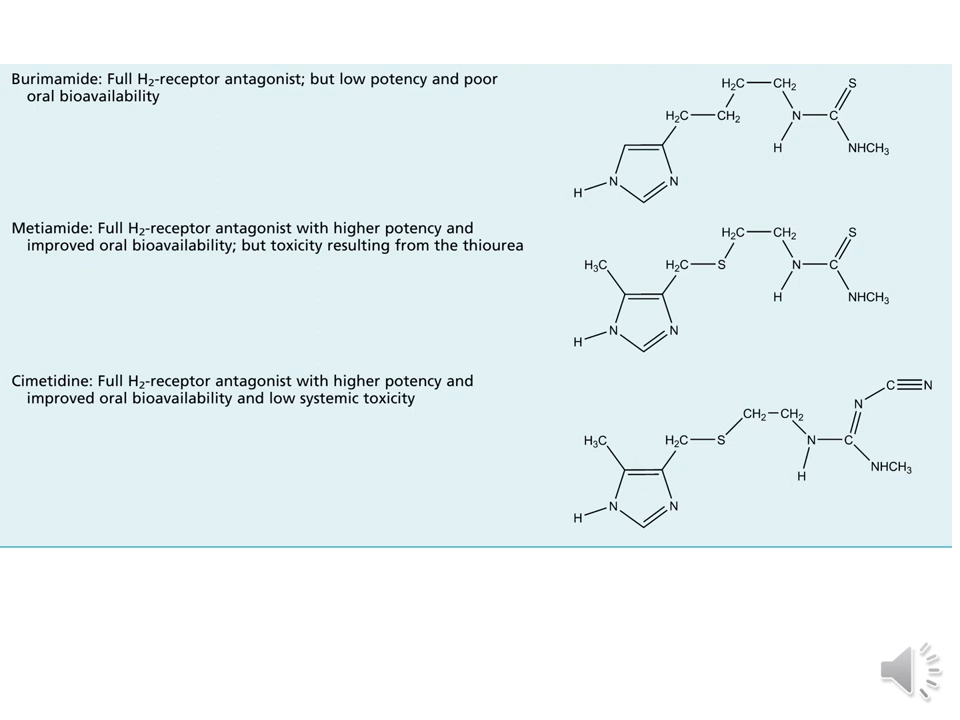 Burimamide: Full H₂-receptor antagonist; but low potency and poor
oral bioavailability
H₂C CH₂ S
H₂C CH₂ N C
H NHCH₃
N N
H
Metiamide: Full H₂-receptor antagonist with higher potency and
improved oral bioavailability; but toxicity resulting from the thiourea
H₂C CH₂ S
H₃C H₂C S N C
H NHCH₃
N N
H
Cimetidine: Full H₂-receptor antagonist with higher potency and
improved oral bioavailability and low systemic toxicity
C N
N
CH₂ CH₂
H₃C H₂C S N C
NHCH₃
H
N N
H